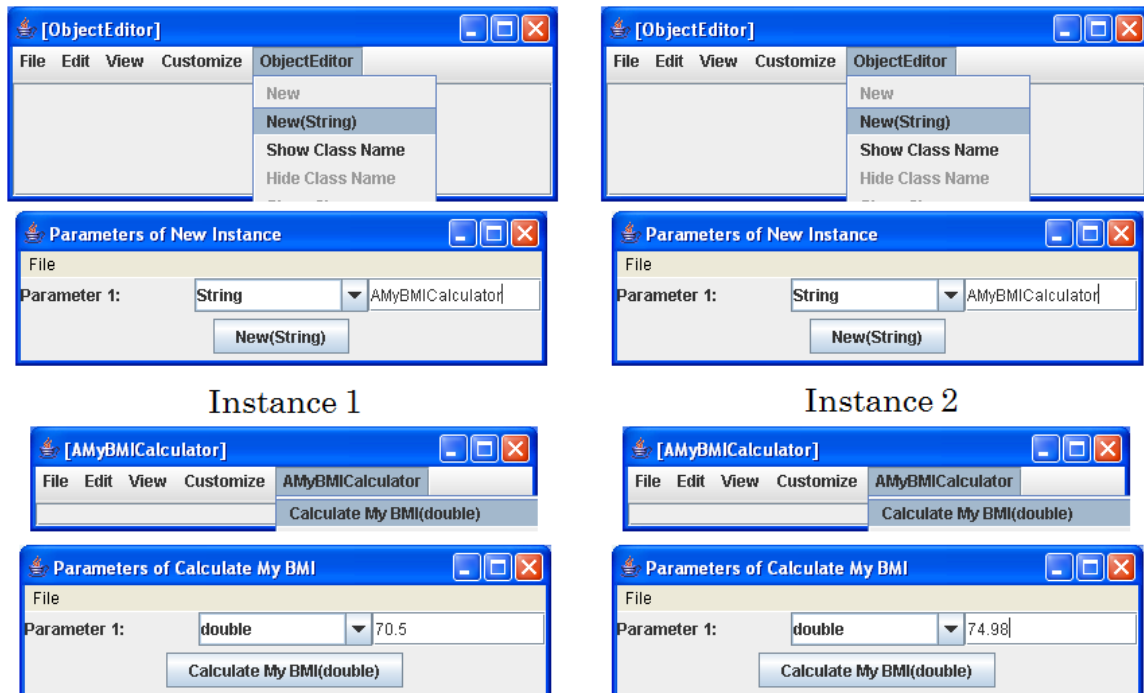 [ObjectEditor]
File Edit View Customize ObjectEditor
New
New(String)
Show Class Name
Hide Class Name
Parameters of New Instance
File
Parameter 1: String AMyBMICalculator
New(String)
Instance 1
[AMyBMICalculator]
File Edit View Customize AMyBMICalculator
Calculate My BMI(double)
Parameters of Calculate My BMI
File
Parameter 1: double 70.5
Calculate My BMI(double)
[ObjectEditor]
File Edit View Customize ObjectEditor
New
New(String)
Show Class Name
Hide Class Name
Parameters of New Instance
File
Parameter 1: String AMyBMICalculator
New(String)
Instance 2
[AMyBMICalculator]
File Edit View Customize AMyBMICalculator
Calculate My BMI(double)
Parameters of Calculate My BMI
File
Parameter 1: double 74.98
Calculate My BMI(double)